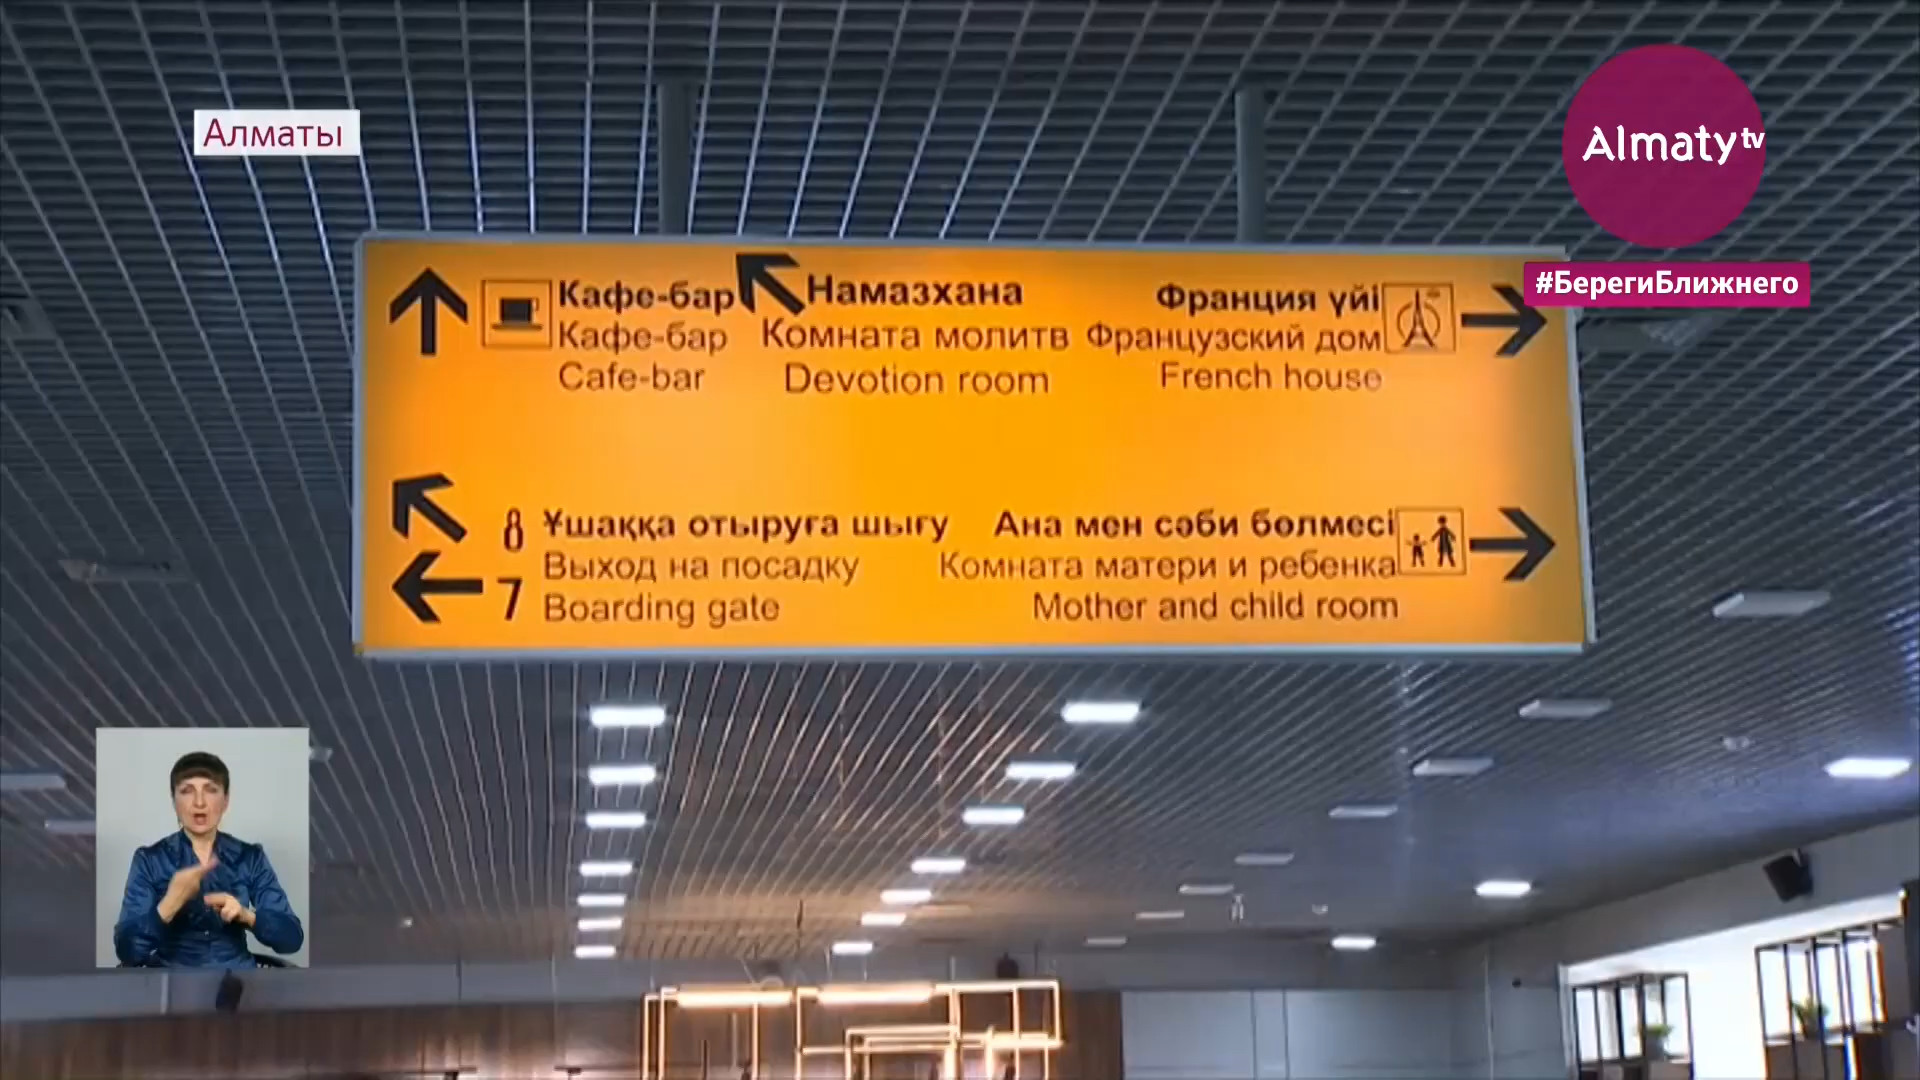 Алматы
Almaty tv
#БерегиБлижнего
Кафе-бар
Кафе-бар
Cafe-bar
Намазхана
Комната молитв
Devotion room
Франция үйі
Французский дом
French house
8
7
Ұшаққа отыруға шығу
Выход на посадку
Boarding gate
Ана мен сәби бөлмесі
Комната матери и ребенка
Mother and child room